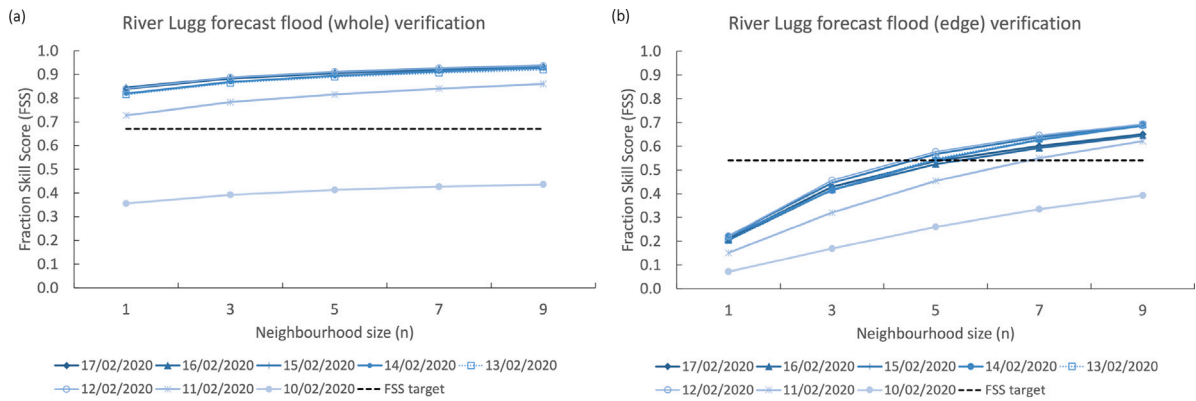 (a)
River Lugg forecast flood (whole) verification
Fraction Skill Score (FSS)
1.0
0.9
0.8
0.7
0.6
0.5
0.4
0.3
0.2
0.1
0.0
1 3 5 7 9
Neighbourhood size (n)
17/02/2020 16/02/2020 15/02/2020 14/02/2020 13/02/2020
12/02/2020 11/02/2020 10/02/2020 FSS target
(b)
River Lugg forecast flood (edge) verification
Fraction Skill Score (FSS)
1.0
0.9
0.8
0.7
0.6
0.5
0.4
0.3
0.2
0.1
0.0
1 3 5 7 9
Neighbourhood size (n)
17/02/2020 16/02/2020 15/02/2020 14/02/2020 13/02/2020
12/02/2020 11/02/2020 10/02/2020 FSS target